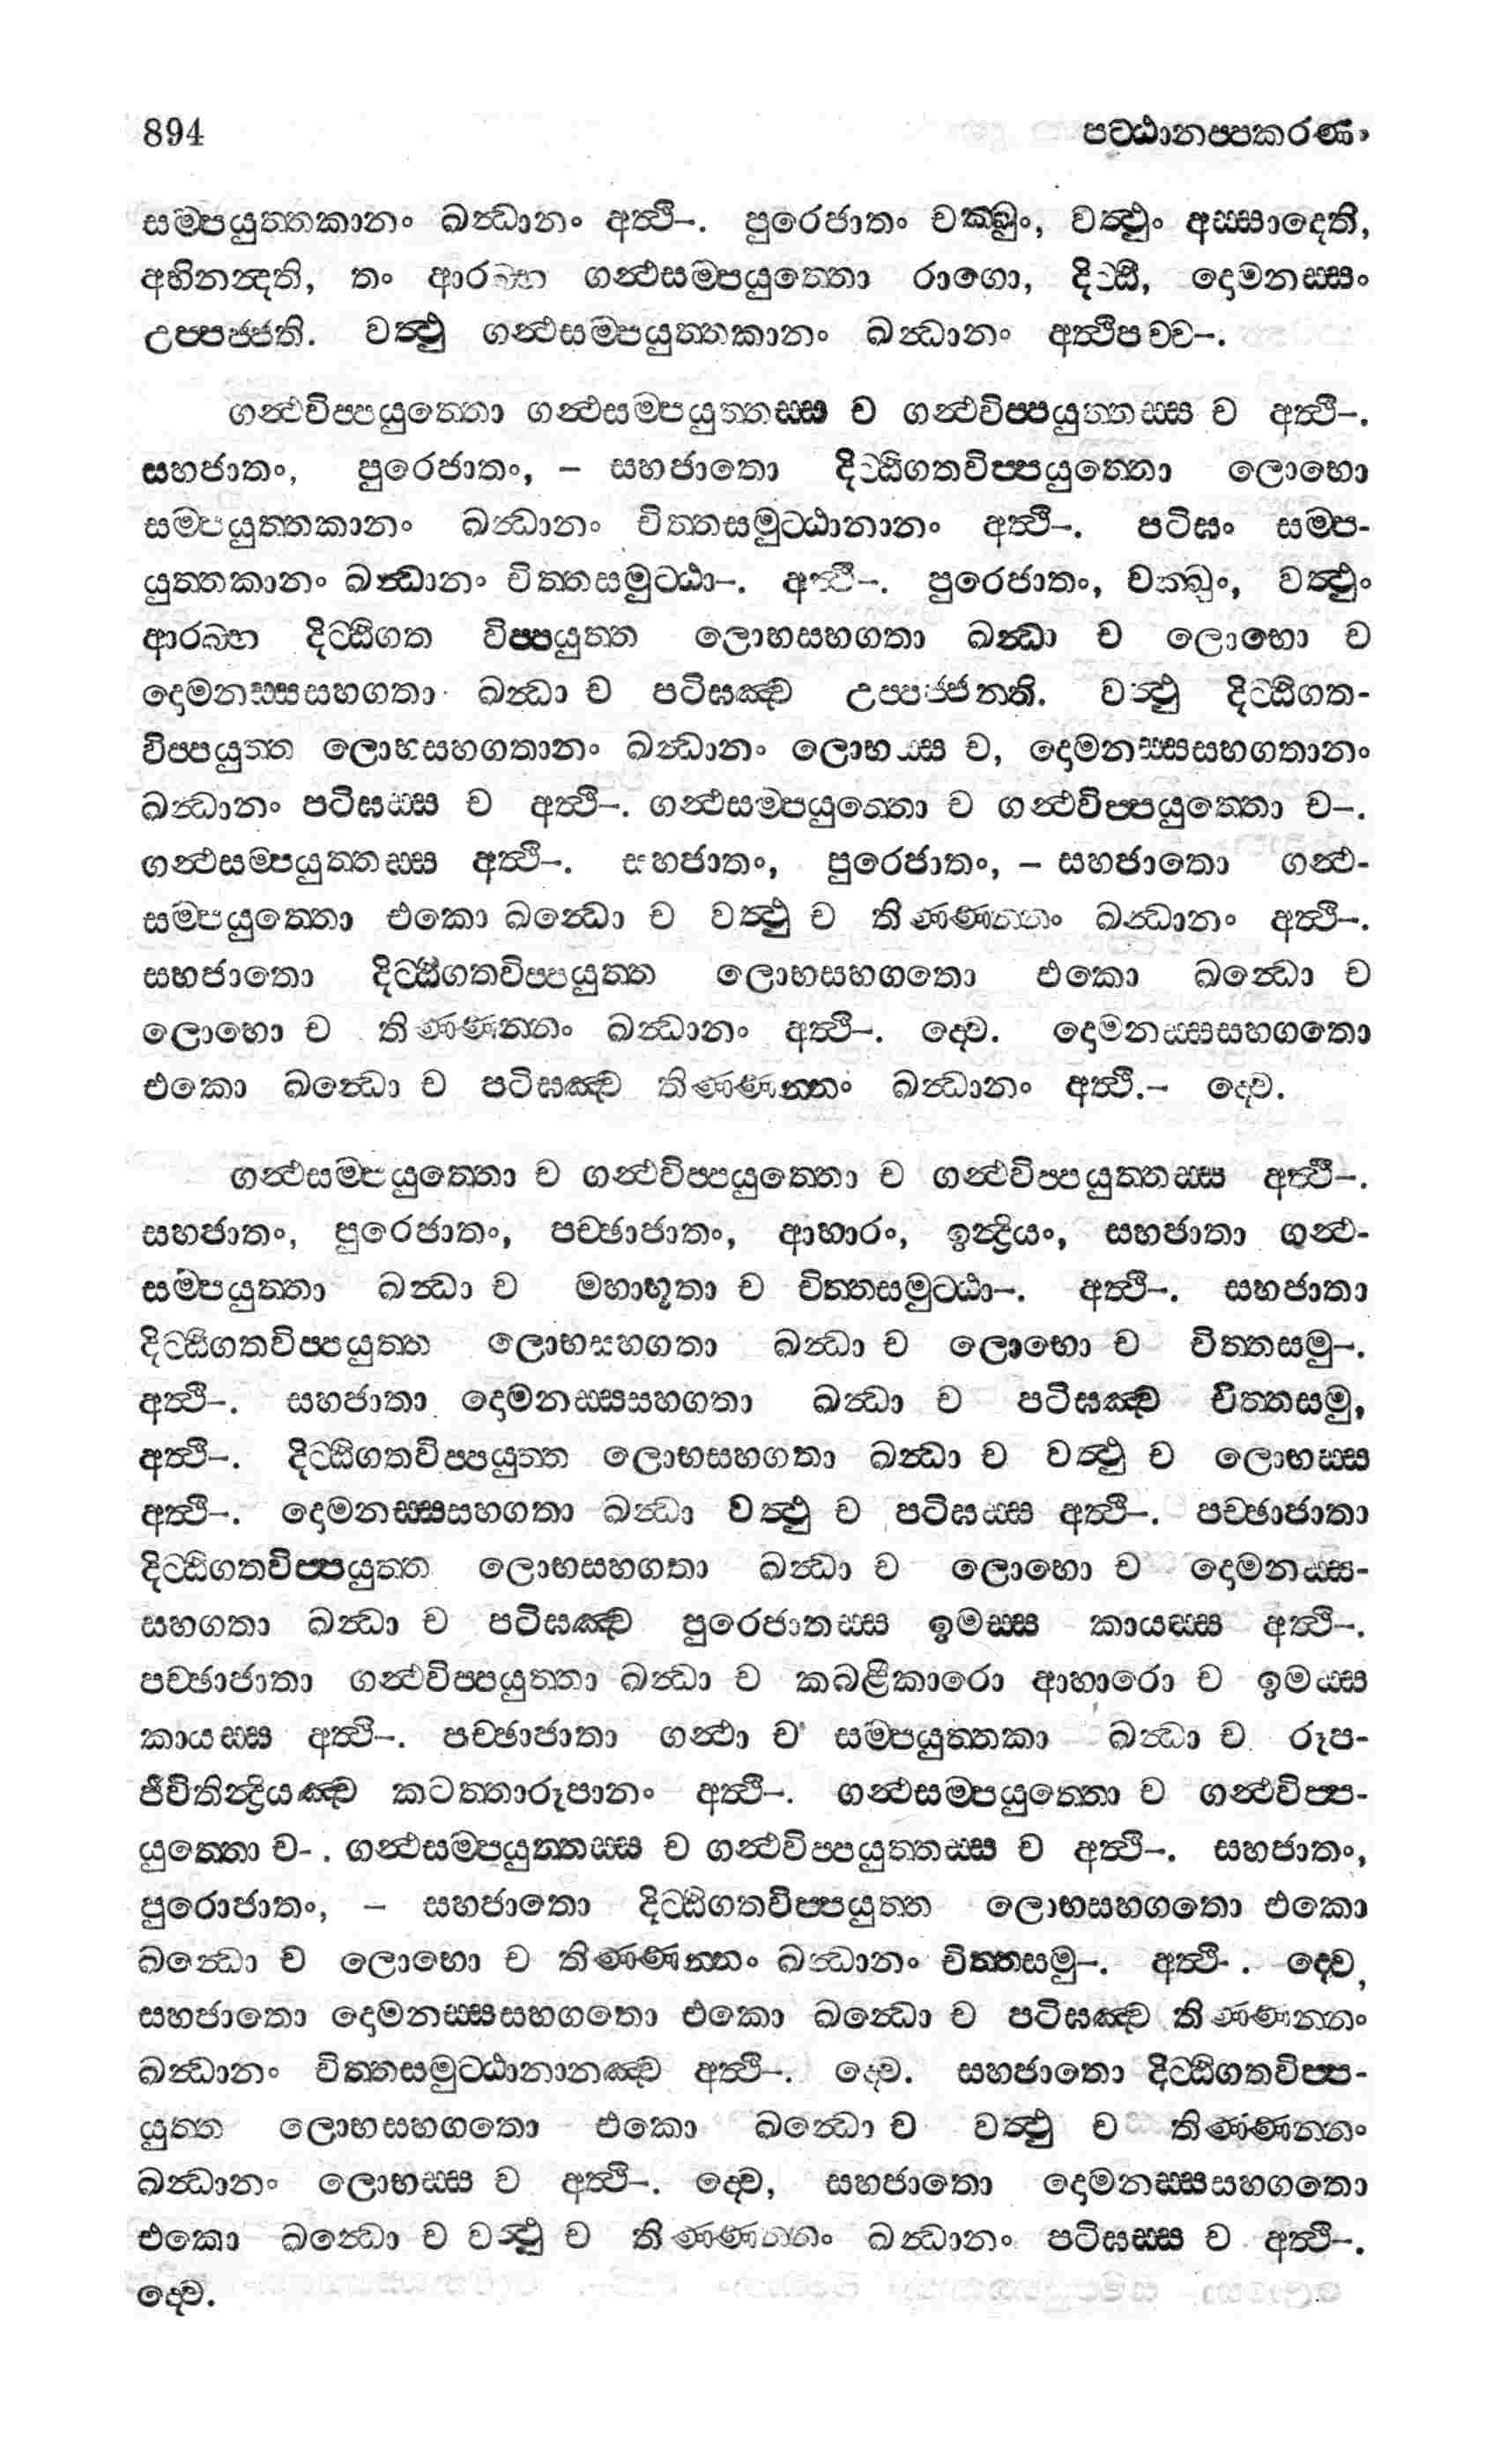 894 පට්ඨානප්පකරණං
සම්පයුත්තකානං ඛන්ධානං අත්ථි-. පුරෙජාතං චක්ඛුං, වත්ථුං අස්සාදෙති,
අභිනන්දති, තං ආරබ්භ ගන්ථසම්පයුත්තො රාගො, දිට්ඨි, දොමනස්සං
උප්පජ්ජති. වත්ථු ගන්ථසම්පයුත්තකානං ඛන්ධානං අත්ථිපච්ච-.
ගන්ථවිප්පයුත්තො ගන්ථසම්පයුත්තස්ස ච ගන්ථවිප්පයුත්තස්ස ච අත්ථි-.
සහජාතං, පුරෙජාතං, – සහජාතො දිට්ඨිගතවිප්පයුත්තො ලොභො
සම්පයුත්තකානං ඛන්ධානං චිත්තසමුට්ඨානානං අත්ථි-. පටිඝං සම්ප-
යුත්තකානං ඛන්ධානං චිත්තසමුට්ඨා-. අත්ථි-. පුරෙජාතං, චක්ඛුං, වත්ථුං
ආරබ්භ දිට්ඨිගත විප්පයුත්ත ලොභසහගතා ඛන්ධා ච ලොභො ච
දොමනස්සසහගතා ඛන්ධා ච පටිඝඤ්ච උප්පජ්ජන්ති. වත්ථු දිට්ඨිගත-
විප්පයුත්ත ලොභසහගතානං ඛන්ධානං ලොභස්ස ච, දොමනස්සසහගතානං
ඛන්ධානං පටිඝස්ස ච අත්ථි-. ගන්ථසම්පයුත්තො ච ගන්ථවිප්පයුත්තො ච-.
ගන්ථසම්පයුත්තස්ස අත්ථි-. සහජාතං, පුරෙජාතං, – සහජාතො ගන්ථ-
සම්පයුත්තො එකො ඛන්ධො ච වත්ථු ච තිණ්ණන්නං ඛන්ධානං අත්ථි-.
සහජාතො දිට්ඨිගතවිප්පයුත්ත ලොභසහගතො එකො ඛන්ධො ච
ලොභො ච තිණ්ණන්නං ඛන්ධානං අත්ථි-. ද්වෙ. දොමනස්සසහගතො
එකො ඛන්ධො ච පටිඝඤ්ච තිණ්ණන්නං ඛන්ධානං අත්ථි.- ද්වෙ.
ගන්ථසම්පයුත්තො ච ගන්ථවිප්පයුත්තො ච ගන්ථවිප්පයුත්තස්ස අත්ථි-.
සහජාතං, පුරෙජාතං, පච්ඡාජාතං, ආහාරං, ඉන්ද්‍රියං, සහජාතා ගන්ථ-
සම්පයුත්තා ඛන්ධා ච මහාභූතා ච චිත්තසමුට්ඨා-. අත්ථි-. සහජාතා
දිට්ඨිගතවිප්පයුත්ත ලොභසහගතා ඛන්ධා ච ලොභො ච චිත්තසමු-.
අත්ථි-. සහජාතා දොමනස්සසහගතා ඛන්ධා ච පටිඝඤ්ච චිත්තසමු,
අත්ථි-. දිට්ඨිගතවිප්පයුත්ත ලොභසහගතා ඛන්ධා ච වත්ථු ච ලොභස්ස
අත්ථි-. දොමනස්සසහගතා ඛන්ධා වත්ථු ච පටිඝස්ස අත්ථි-. පච්ඡාජාතා
දිට්ඨිගතවිප්පයුත්ත ලොභසහගතා ඛන්ධා ච ලොභො ච දොමනස්ස-
සහගතා ඛන්ධා ච පටිඝඤ්ච පුරෙජාතස්ස ඉමස්ස කායස්ස අත්ථි-.
පච්ඡාජාතා ගන්ථවිප්පයුත්තා ඛන්ධා ච කබළීකාරො ආහාරො ච ඉමස්ස
කායස්ස අත්ථි-. පච්ඡාජාතා ගන්ථා ච සම්පයුත්තකා ඛන්ධා ච රූප-
ජීවිතින්ද්‍රියඤ්ච කටත්තාරූපානං අත්ථි-. ගන්ථසම්පයුත්තො ච ගන්ථවිප්ප-
යුත්තො ච-. ගන්ථසම්පයුත්තස්ස ච ගන්ථවිප්පයුත්තස්ස ච අත්ථි-. සහජාතං,
පුරොජාතං, – සහජාතො දිට්ඨිගතවිප්පයුත්ත ලොභසහගතො එකො
ඛන්ධො ච ලොභො ච තිණ්ණන්නං ඛන්ධානං චිත්තසමු-. අත්ථි-. ද්වෙ,
සහජාතො දොමනස්සසහගතො එකො ඛන්ධො ච පටිඝඤ්ච තිණ්ණන්නං
ඛන්ධානං චිත්තසමුට්ඨානානඤ්ච අත්ථි-. ද්වෙ. සහජාතො දිට්ඨිගතවිප්ප-
යුත්ත ලොභසහගතො එකො ඛන්ධො ච වත්ථු ච තිණ්ණන්නං
ඛන්ධානං ලොභස්ස ච අත්ථි-. ද්වෙ, සහජාතො දොමනස්සසහගතො
එකො ඛන්ධො ච වත්ථු ච තිණ්ණන්නං ඛන්ධානං පටිඝස්ස ච අත්ථි-.
ද්වෙ.